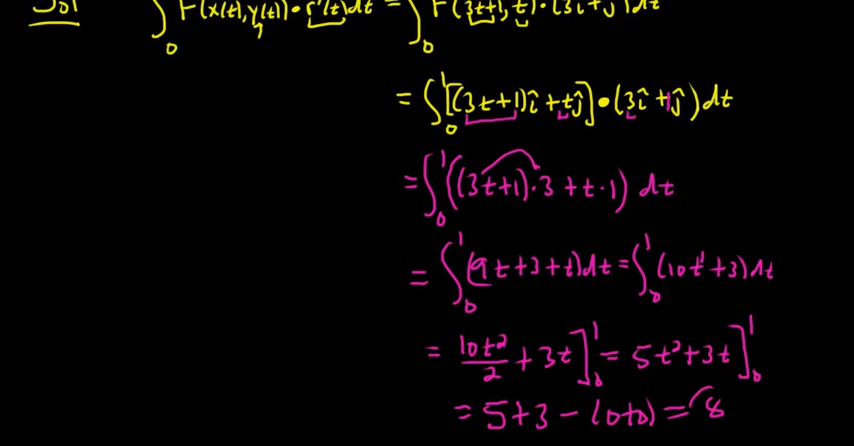 Sol ∫₀ F(x(t), y(t)) • r'(t)dt = ∫₀ F(3t+1, t) • (3î + ĵ)dt
= ∫₀¹ [(3t+1)î + tĵ] • (3î + 1ĵ) dt
= ∫₀¹ ((3t+1)·3 + t·1) dt
= ∫₀¹ (9t+3+t)dt = ∫₀¹ (10t¹+3)dt
= 10t²/2 + 3t]₀¹ = 5t²+3t]₀¹
= 5+3 - (0+0) = 8